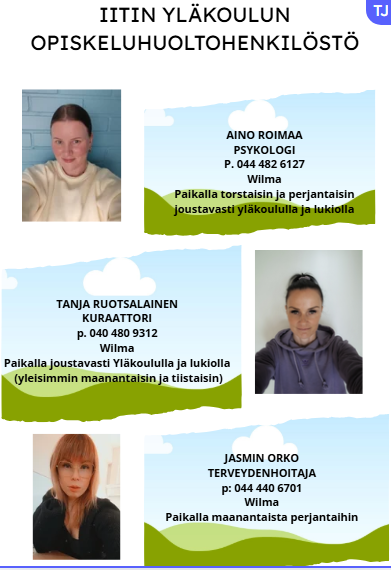 IITIN YLÄKOULUN
TJ
OPISKELUHUOLTOHENKILÖSTÖ
AINO ROIMAA
PSYKOLOGI
P. 044 482 6127
Wilma
Paikalla torstaisin ja perjantaisin
joustavasti yläkoululla ja lukiolla
TANJA RUOTSALAINEN
KURAATTORI
p. 040 480 9312
Wilma
Paikalla joustavasti Yläkoululla ja lukiolla
(yleisimmin maanantaisin ja tiistaisin)
JASMIN ORKO
TERVEYDENHOITAJA
p: 044 440 6701
Wilma
Paikalla maanantaista perjantaihin